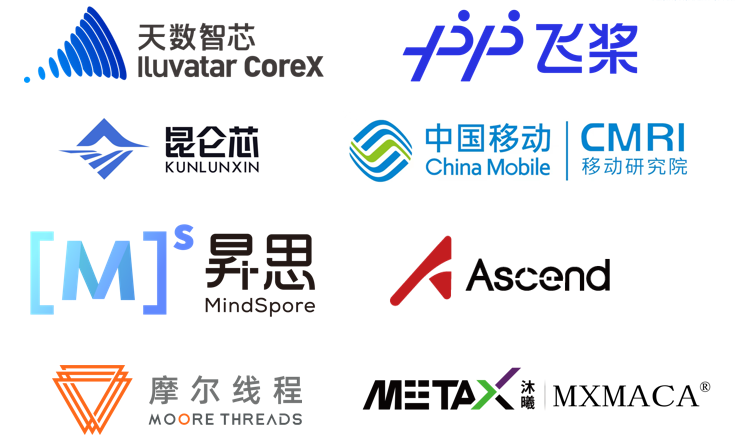 天数智芯
Iluvatar CoreX
飞桨
昆仑芯
KUNLUNXIN
中国移动
China Mobile
CMRI
移动研究院
[M]s
昇思
MindSpore
Ascend
摩尔线程
MOORE THREADS
METAX
沐曦
MXMACA®